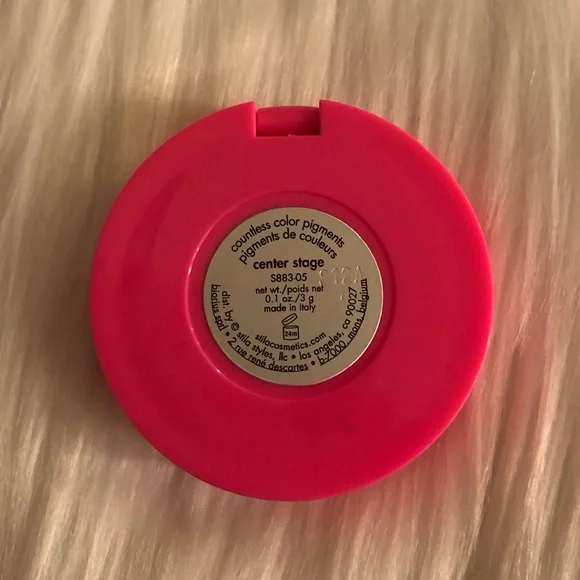 countless color pigments
pigments de couleurs
center stage
S883-05
net wt./poids net
0.1 oz./3 g
made in italy
24m
stilacosmetics.com
dist. by © stila styles, llc • los angeles, ca 90027
biorius sprl • 2 rue rené descartes • b-7000, mons, belgium